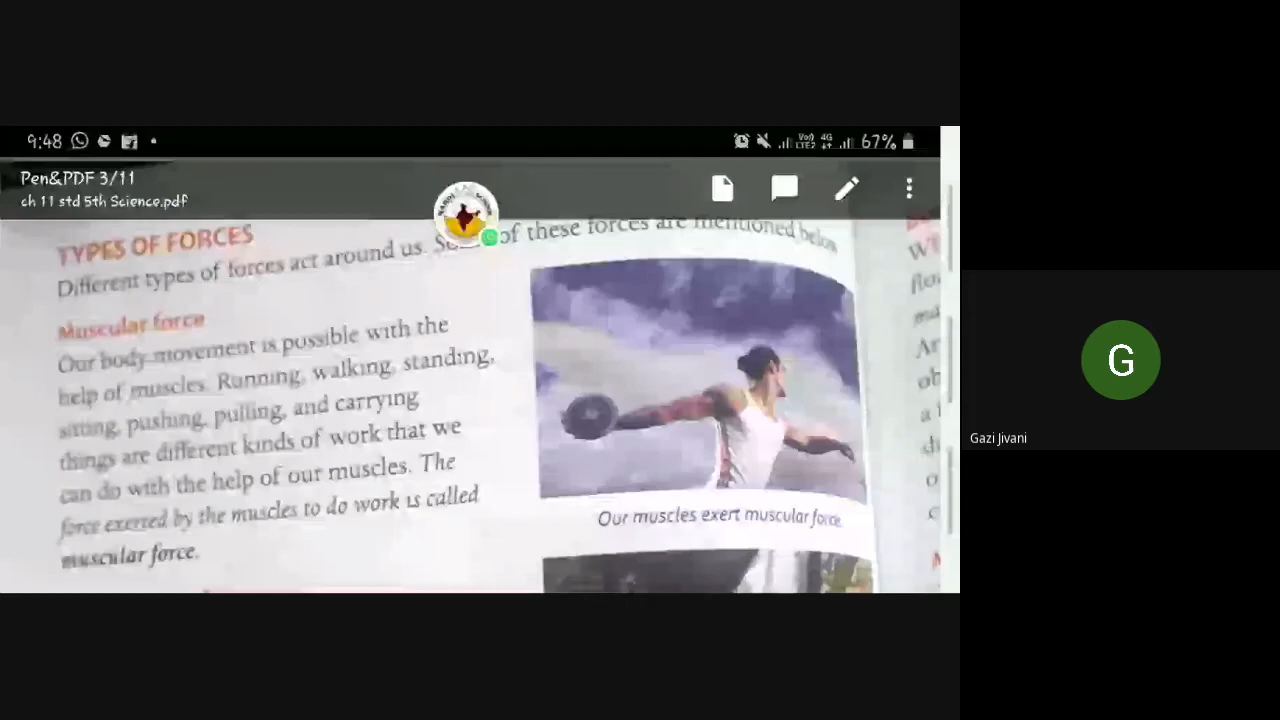 9:48
67%
Pen&PDF 3/11
ch 11 std 5th Science.pdf
TYPES OF FORCES
Different types of forces act around us. of these forces are mentioned below
Muscular force
Our body movement is possible with the
help of muscles. Running, walking, standing,
sitting, pushing, pulling, and carrying
things are different kinds of work that we
can do with the help of our muscles. The
force exerted by the muscles to do work is called
muscular force.
Our muscles exert muscular force.
G
Gazi Jivani